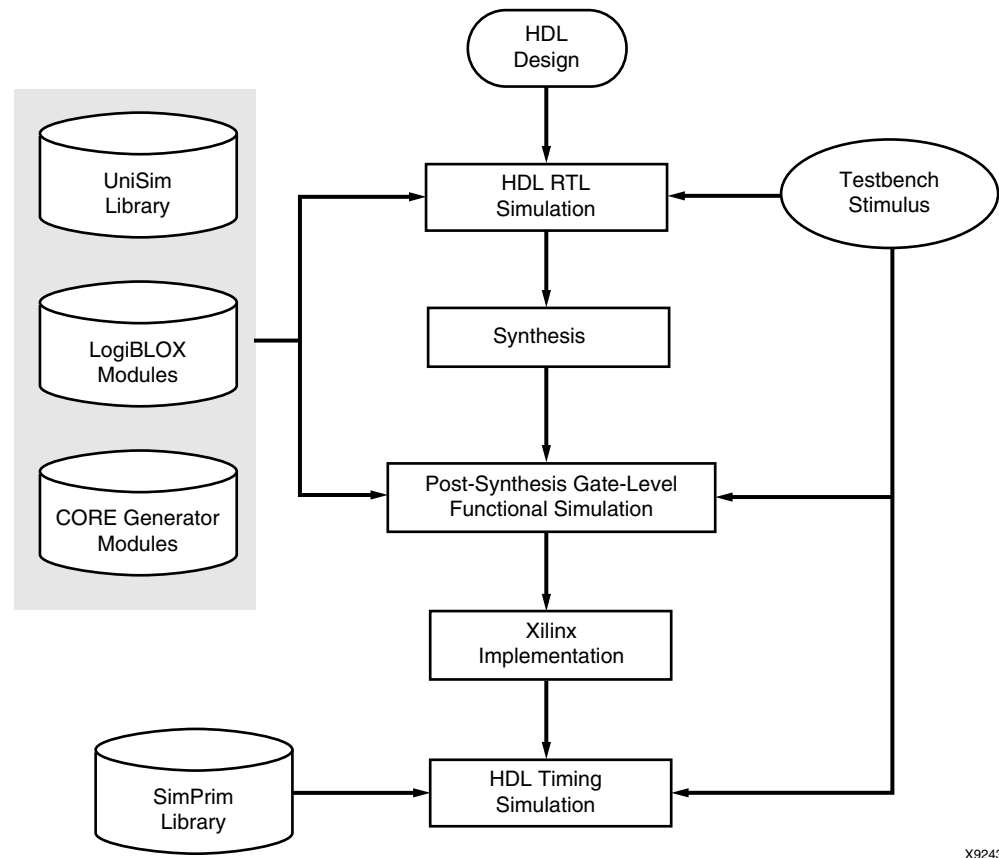 HDL
Design
UniSim
Library
HDL RTL
Simulation
Testbench
Stimulus
LogiBLOX
Modules
Synthesis
CORE Generator
Modules
Post-Synthesis Gate-Level
Functional Simulation
Xilinx
Implementation
SimPrim
Library
HDL Timing
Simulation
X9243